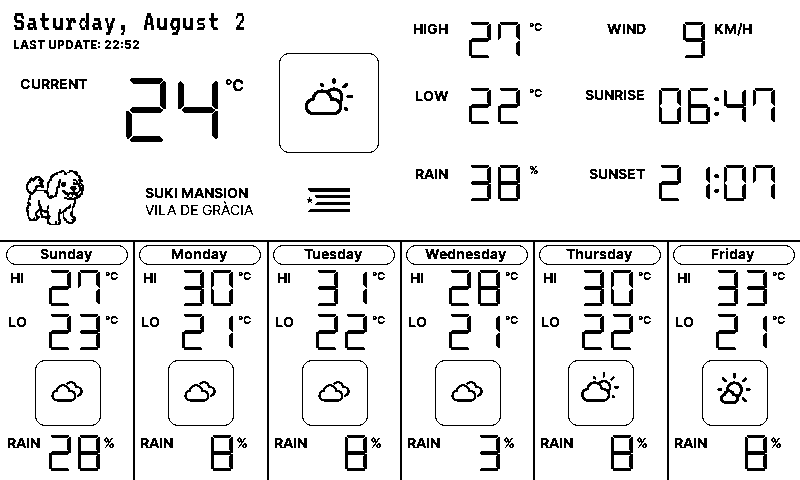 Saturday, August 2
LAST UPDATE: 22:52
CURRENT 24 °C
HIGH 27 °C
LOW 22 °C
RAIN 38 %
WIND 9 KM/H
SUNRISE 06:47
SUNSET 21:07
SUKI MANSION
VILA DE GRÀCIA
Sunday
HI 27 °C
LO 23 °C
RAIN 28 %
Monday
HI 30 °C
LO 21 °C
RAIN 8 %
Tuesday
HI 31 °C
LO 22 °C
RAIN 8 %
Wednesday
HI 28 °C
LO 21 °C
RAIN 3 %
Thursday
HI 30 °C
LO 22 °C
RAIN 8 %
Friday
HI 33 °C
LO 21 °C
RAIN 8 %